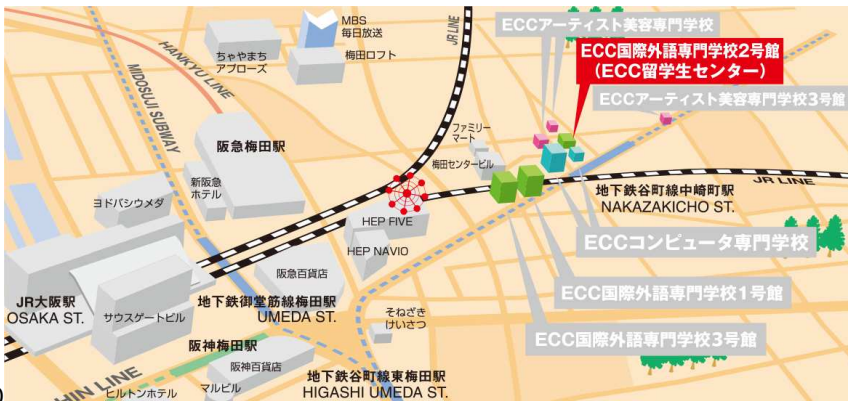 MBS
毎日放送
ちゃやまち
アプローズ
梅田ロフト
HANKYU LINE
MIDOSUJI SUBWAY
JR LINE
ECCアーティスト美容専門学校
ECC国際外語専門学校2号館
(ECC留学生センター)
ECCアーティスト美容専門学校3号館
ファミリー
マート
梅田センタービル
阪急梅田駅
新阪急
ホテル
ヨドバシウメダ
HEP FIVE
HEP NAVIO
地下鉄谷町線中崎町駅
NAKAZAKICHO ST.
JR LINE
ECCコンピュータ専門学校
ECC国際外語専門学校1号館
ECC国際外語専門学校3号館
阪急百貨店
JR大阪駅
OSAKA ST.
サウスゲートビル
地下鉄御堂筋線梅田駅
UMEDA ST.
そねざき
けいさつ
阪神梅田駅
阪神百貨店
マルビル
ヒルトンホテル
HIN LINE
地下鉄谷町線東梅田駅
HIGASHI UMEDA ST.